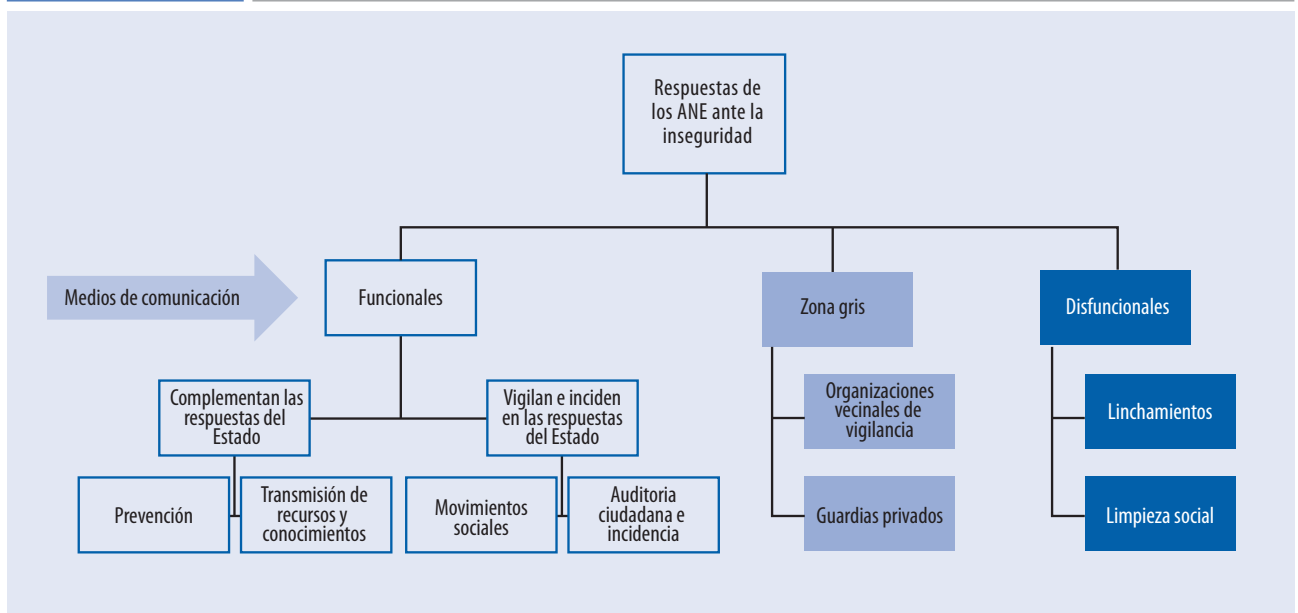 Respuestas de
los ANE ante la
inseguridad
Medios de comunicación
Funcionales
Zona gris
Disfuncionales
Complementan las
respuestas del
Estado
Vigilan e inciden
en las respuestas
del Estado
Organizaciones
vecinales de
vigilancia
Linchamientos
Prevención
Transmisión de
recursos y
conocimientos
Movimientos
sociales
Auditoria
ciudadana e
incidencia
Guardias privados
Limpieza social